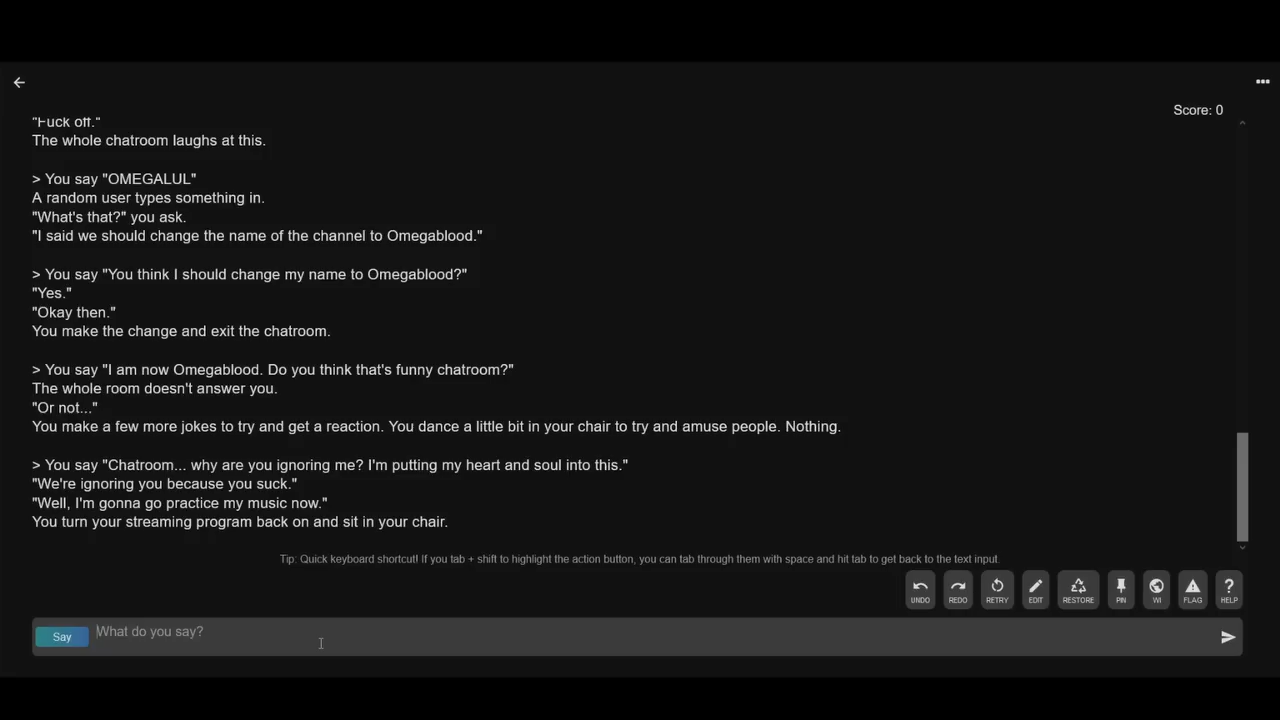 Score: 0
"Fuck off."
The whole chatroom laughs at this.
> You say "OMEGALUL"
A random user types something in.
"What's that?" you ask.
"I said we should change the name of the channel to Omegablood."
> You say "You think I should change my name to Omegablood?"
"Yes."
"Okay then."
You make the change and exit the chatroom.
> You say "I am now Omegablood. Do you think that's funny chatroom?"
The whole room doesn't answer you.
"Or not..."
You make a few more jokes to try and get a reaction. You dance a little bit in your chair to try and amuse people. Nothing.
> You say "Chatroom... why are you ignoring me? I'm putting my heart and soul into this."
"We're ignoring you because you suck."
"Well, I'm gonna go practice my music now."
You turn your streaming program back on and sit in your chair.
Tip: Quick keyboard shortcut! If you tab + shift to highlight the action button, you can tab through them with space and hit tab to get back to the text input.
UNDO REDO RETRY EDIT RESTORE PIN WI FLAG HELP
Say What do you say?